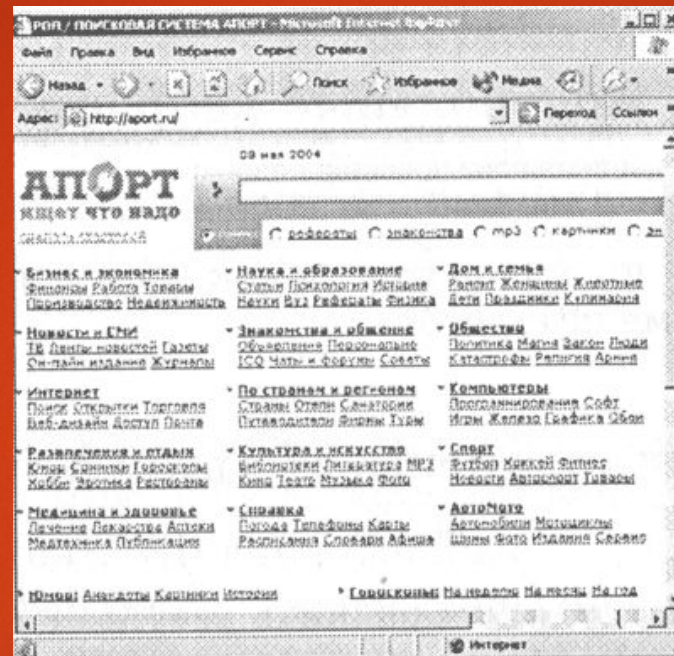 РОЛ / ПОИСКОВАЯ СИСТЕМА АПОРТ - Microsoft Internet Explorer
Файл Правка Вид Избранное Сервис Справка
Назад Поиск Избранное Медиа
Адрес: http://aport.ru/ Переход Ссылки
09 мая 2004
АПОРТ
ищет что надо
сделать стартовой
рефераты знакомства mp3 картинки эн
Бизнес и экономика
Финансы Работа Товары
Производство Недвижимость
Наука и образование
Статьи Психология История
Науки Вуз Рефераты Физика
Дом и семья
Ремонт Женщины Животные
Дети Праздники Кулинария
Новости и СМИ
ТВ Ленты новостей Газеты
Он-лайн издания Журналы
Знакомства и общение
Объявления Персонально
ICQ Чаты и форумы Советы
Общество
Политика Магия Закон Люди
Катастрофы Религия Армия
Интернет
Поиск Открытки Торговля
Веб-дизайн Доступ Почта
По странам и регионам
Страны Отели Санатории
Путеводители Фирмы Туры
Компьютеры
Программирование Софт
Игры Железо Графика Обои
Развлечения и отдых
Юмор Сонники Гороскопы
Хобби Эротика Рестораны
Культура и искусство
Библиотеки Литература MP3
Кино Театр Музыка Фото
Спорт
Футбол Хоккей Фитнес
Новости Автоспорт Товары
Медицина и здоровье
Лечение Лекарства Аптеки
Медтехника Публикации
Справка
Погода Телефоны Карты
Расписания Словари Афиша
АвтоМото
Автомобили Мотоциклы
Шины Фото Издания Сервис
Юмор: Анекдоты Картинки Истории
Гороскопы: На неделю На месяц На год
Интернет